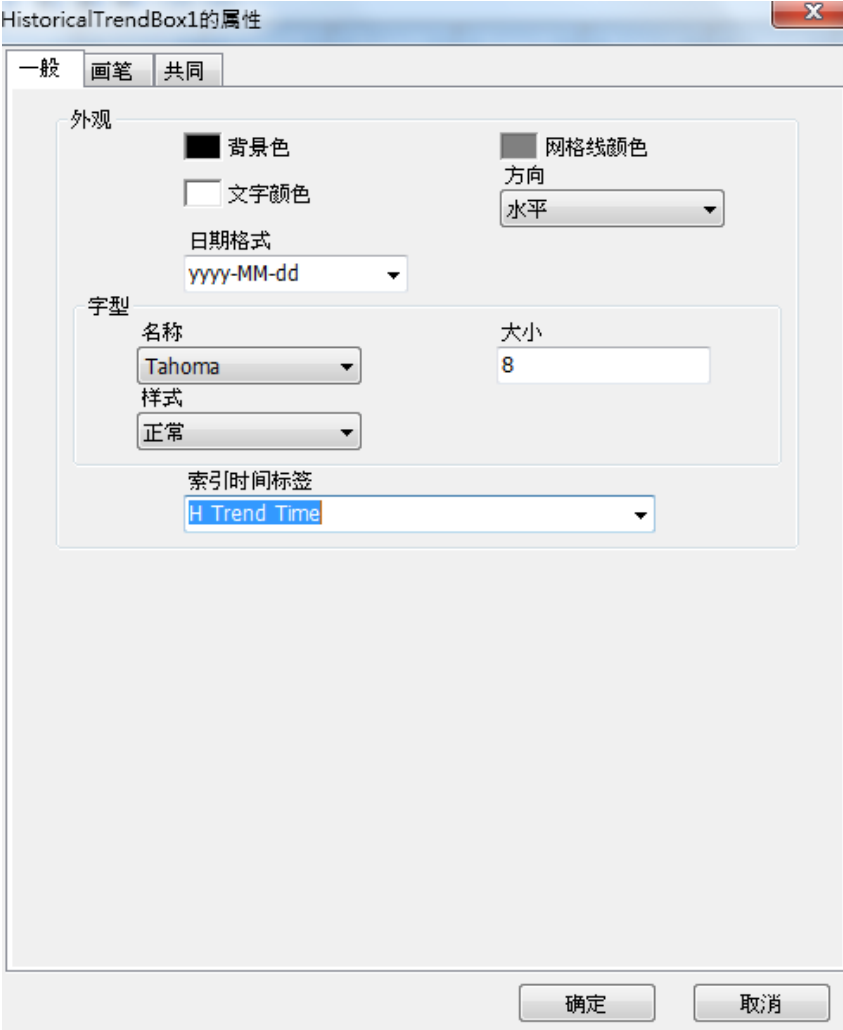 HistoricalTrendBox1的属性
一般 画笔 共同
外观
背景色 网格线颜色
文字颜色 方向
水平
日期格式
yyyy-MM-dd
字型
名称 大小
Tahoma 8
样式
正常
索引时间标签
H Trend Time
确定 取消